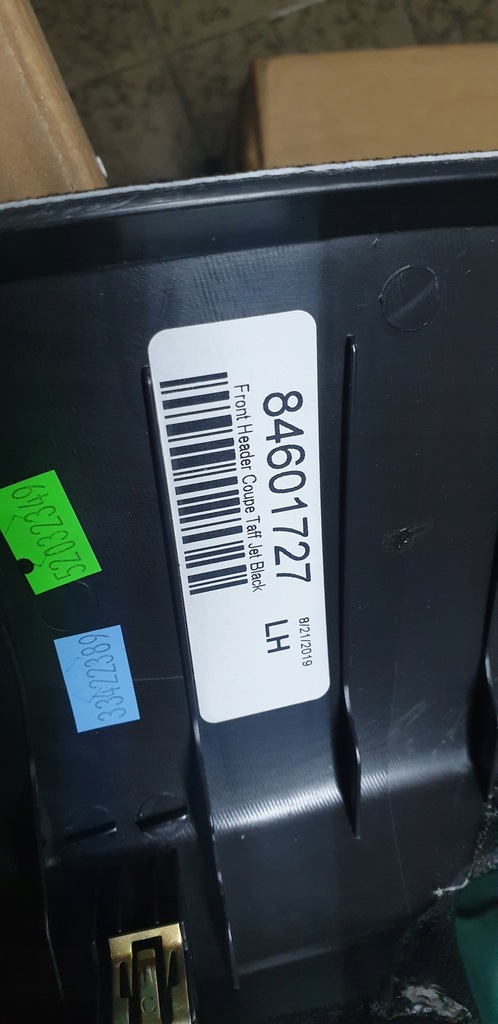 84601727
Front Header Coupe Taff Jet Black
8/21/2019
LH
52032349
33422389